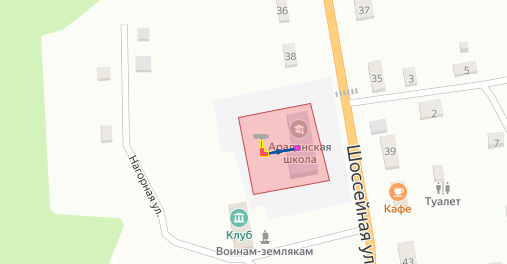 36
37
38
35
3
5
2
Араданская
школа
39
7
Нагорная ул.
Шоссейная ул
Туалет
Кафе
Клуб
Воинам-землякам
43